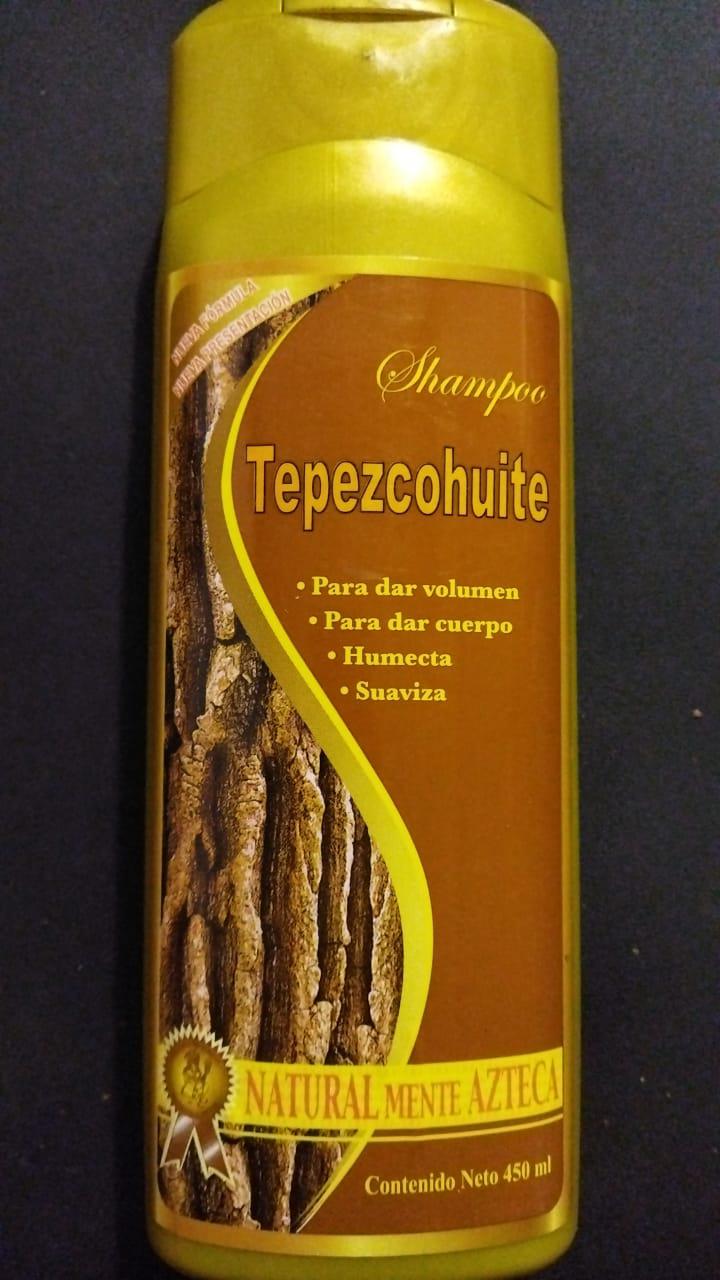 NUEVA FÓRMULA
NUEVA PRESENTACIÓN
Shampoo
Tepezcohuite
• Para dar volumen
• Para dar cuerpo
• Humecta
• Suaviza
NATURAL MENTE AZTECA
Contenido Neto 450 ml